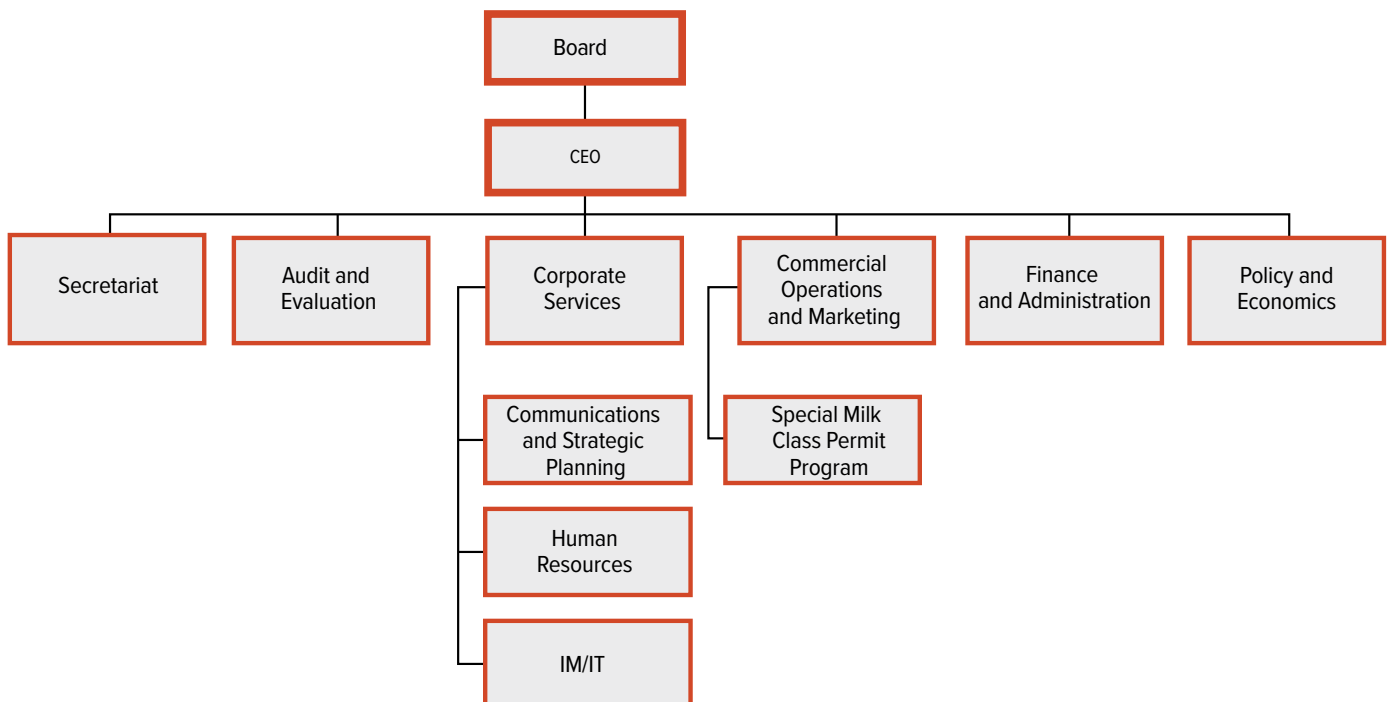 Board
CEO
Secretariat
Audit and
Evaluation
Corporate
Services
Commercial
Operations
and Marketing
Finance
and Administration
Policy and
Economics
Communications
and Strategic
Planning
Special Milk
Class Permit
Program
Human
Resources
IM/IT